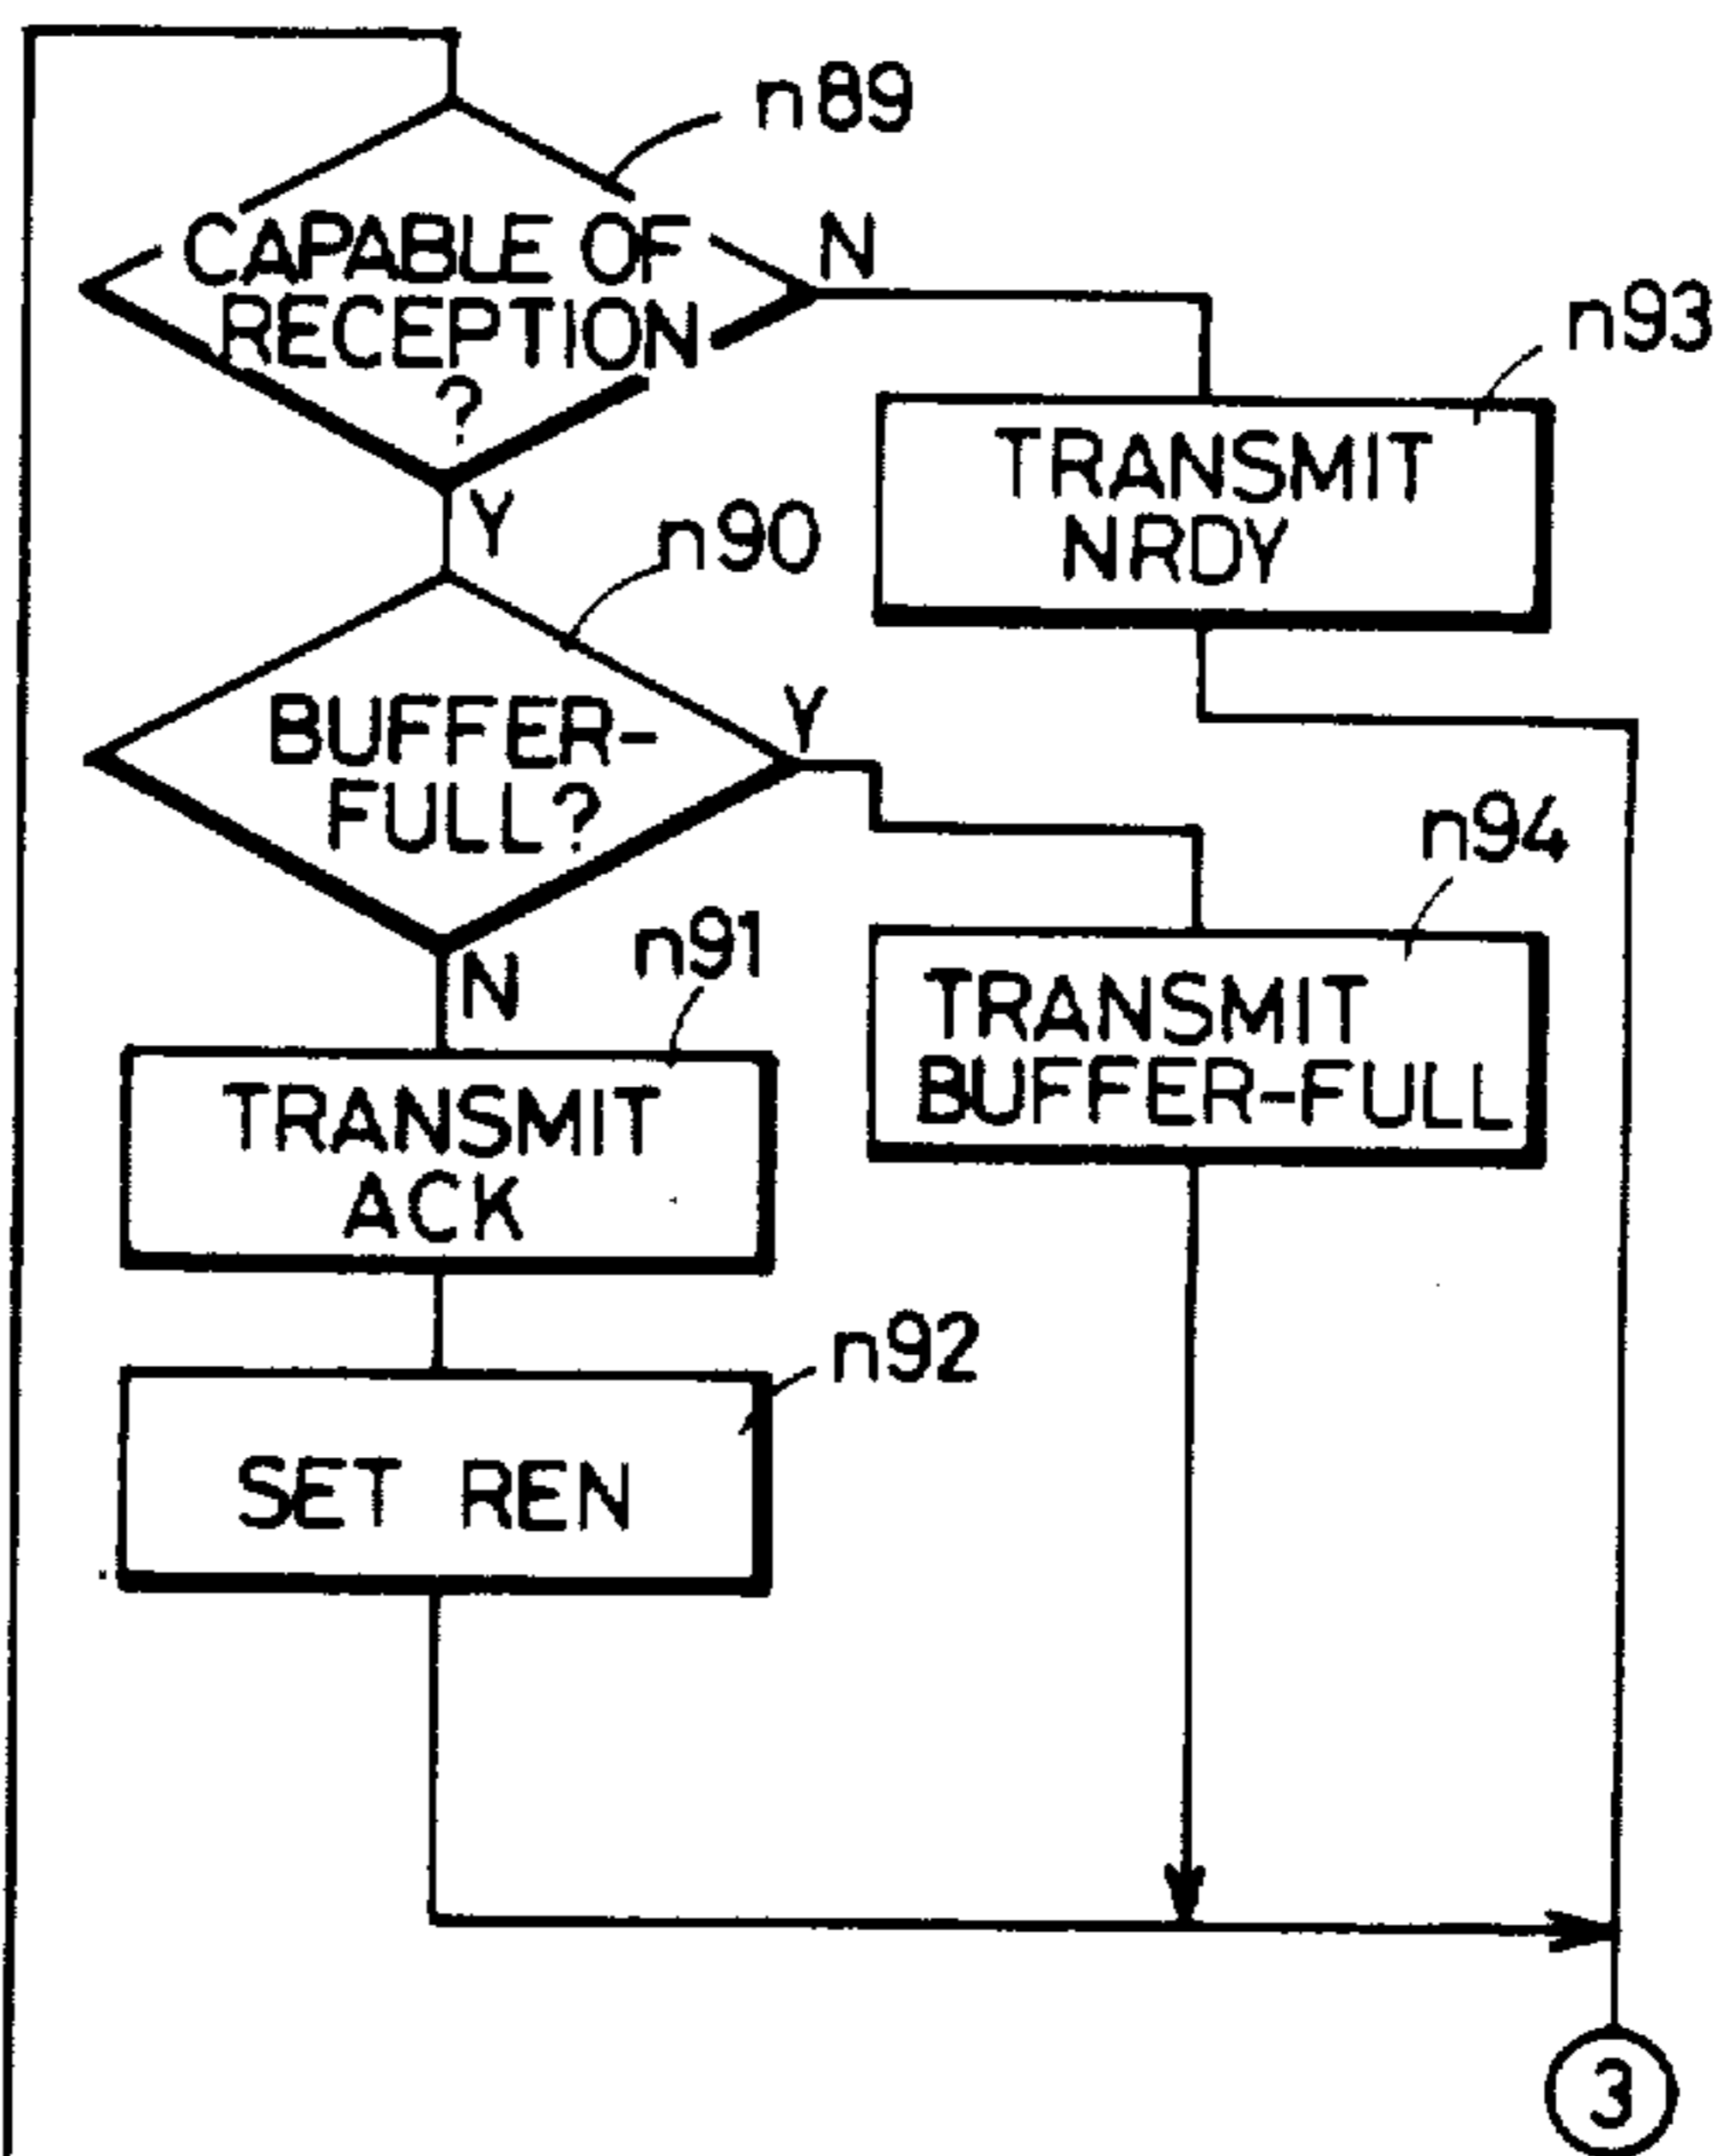 n89
CAPABLE OF
RECEPTION
?
N
Y
n93
TRANSMIT
NRDY
n90
BUFFER-
FULL?
Y
N
n94
TRANSMIT
BUFFER-FULL
n91
TRANSMIT
ACK
n92
SET REN
3